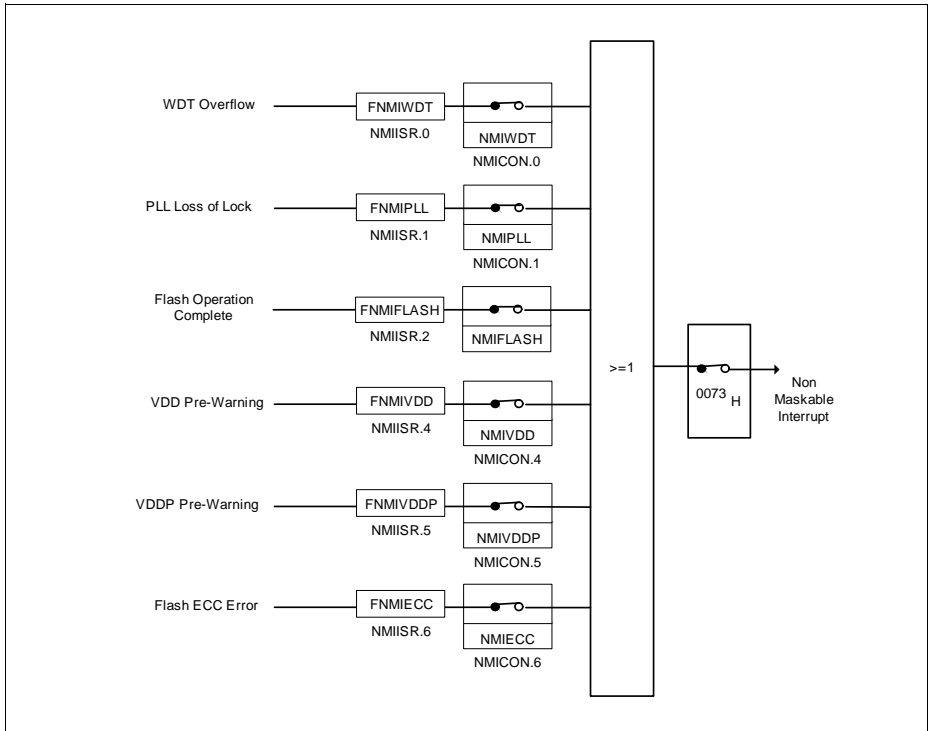 WDT Overflow
FNMIWDT
NMIISR.0
NMIWDT
NMICON.0
PLL Loss of Lock
FNMIPLL
NMIISR.1
NMIPLL
NMICON.1
Flash Operation
Complete
FNMIFLASH
NMIISR.2
NMIFLASH
VDD Pre-Warning
FNMIVDD
NMIISR.4
NMIVDD
NMICON.4
VDDP Pre-Warning
FNMIVDDP
NMIISR.5
NMIVDDP
NMICON.5
Flash ECC Error
FNMIECC
NMIISR.6
NMIECC
NMICON.6
>=1
0073 H
Non
Maskable
Interrupt